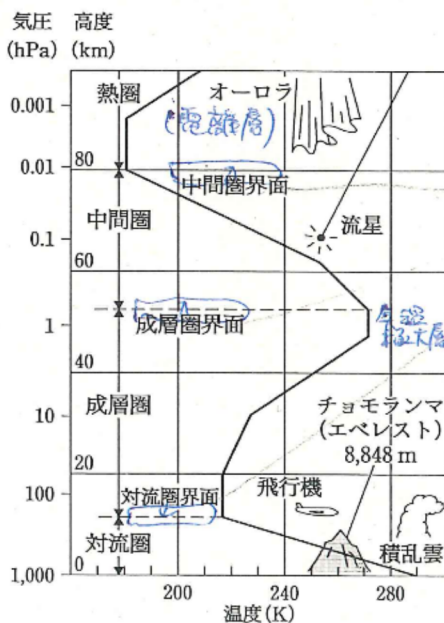 気圧 高度
(hPa) (km)
熱圏
オーロラ
0.001
(電離層)
0.01
80
中間圏界面
中間圏
流星
0.1
60
成層圏界面
1
40
成層圏
チョモランマ
(エベレスト)
8,848 m
10
20
飛行機
100
対流圏界面
対流圏
積乱雲
1,000
0
200
230
260
290
温度(K)